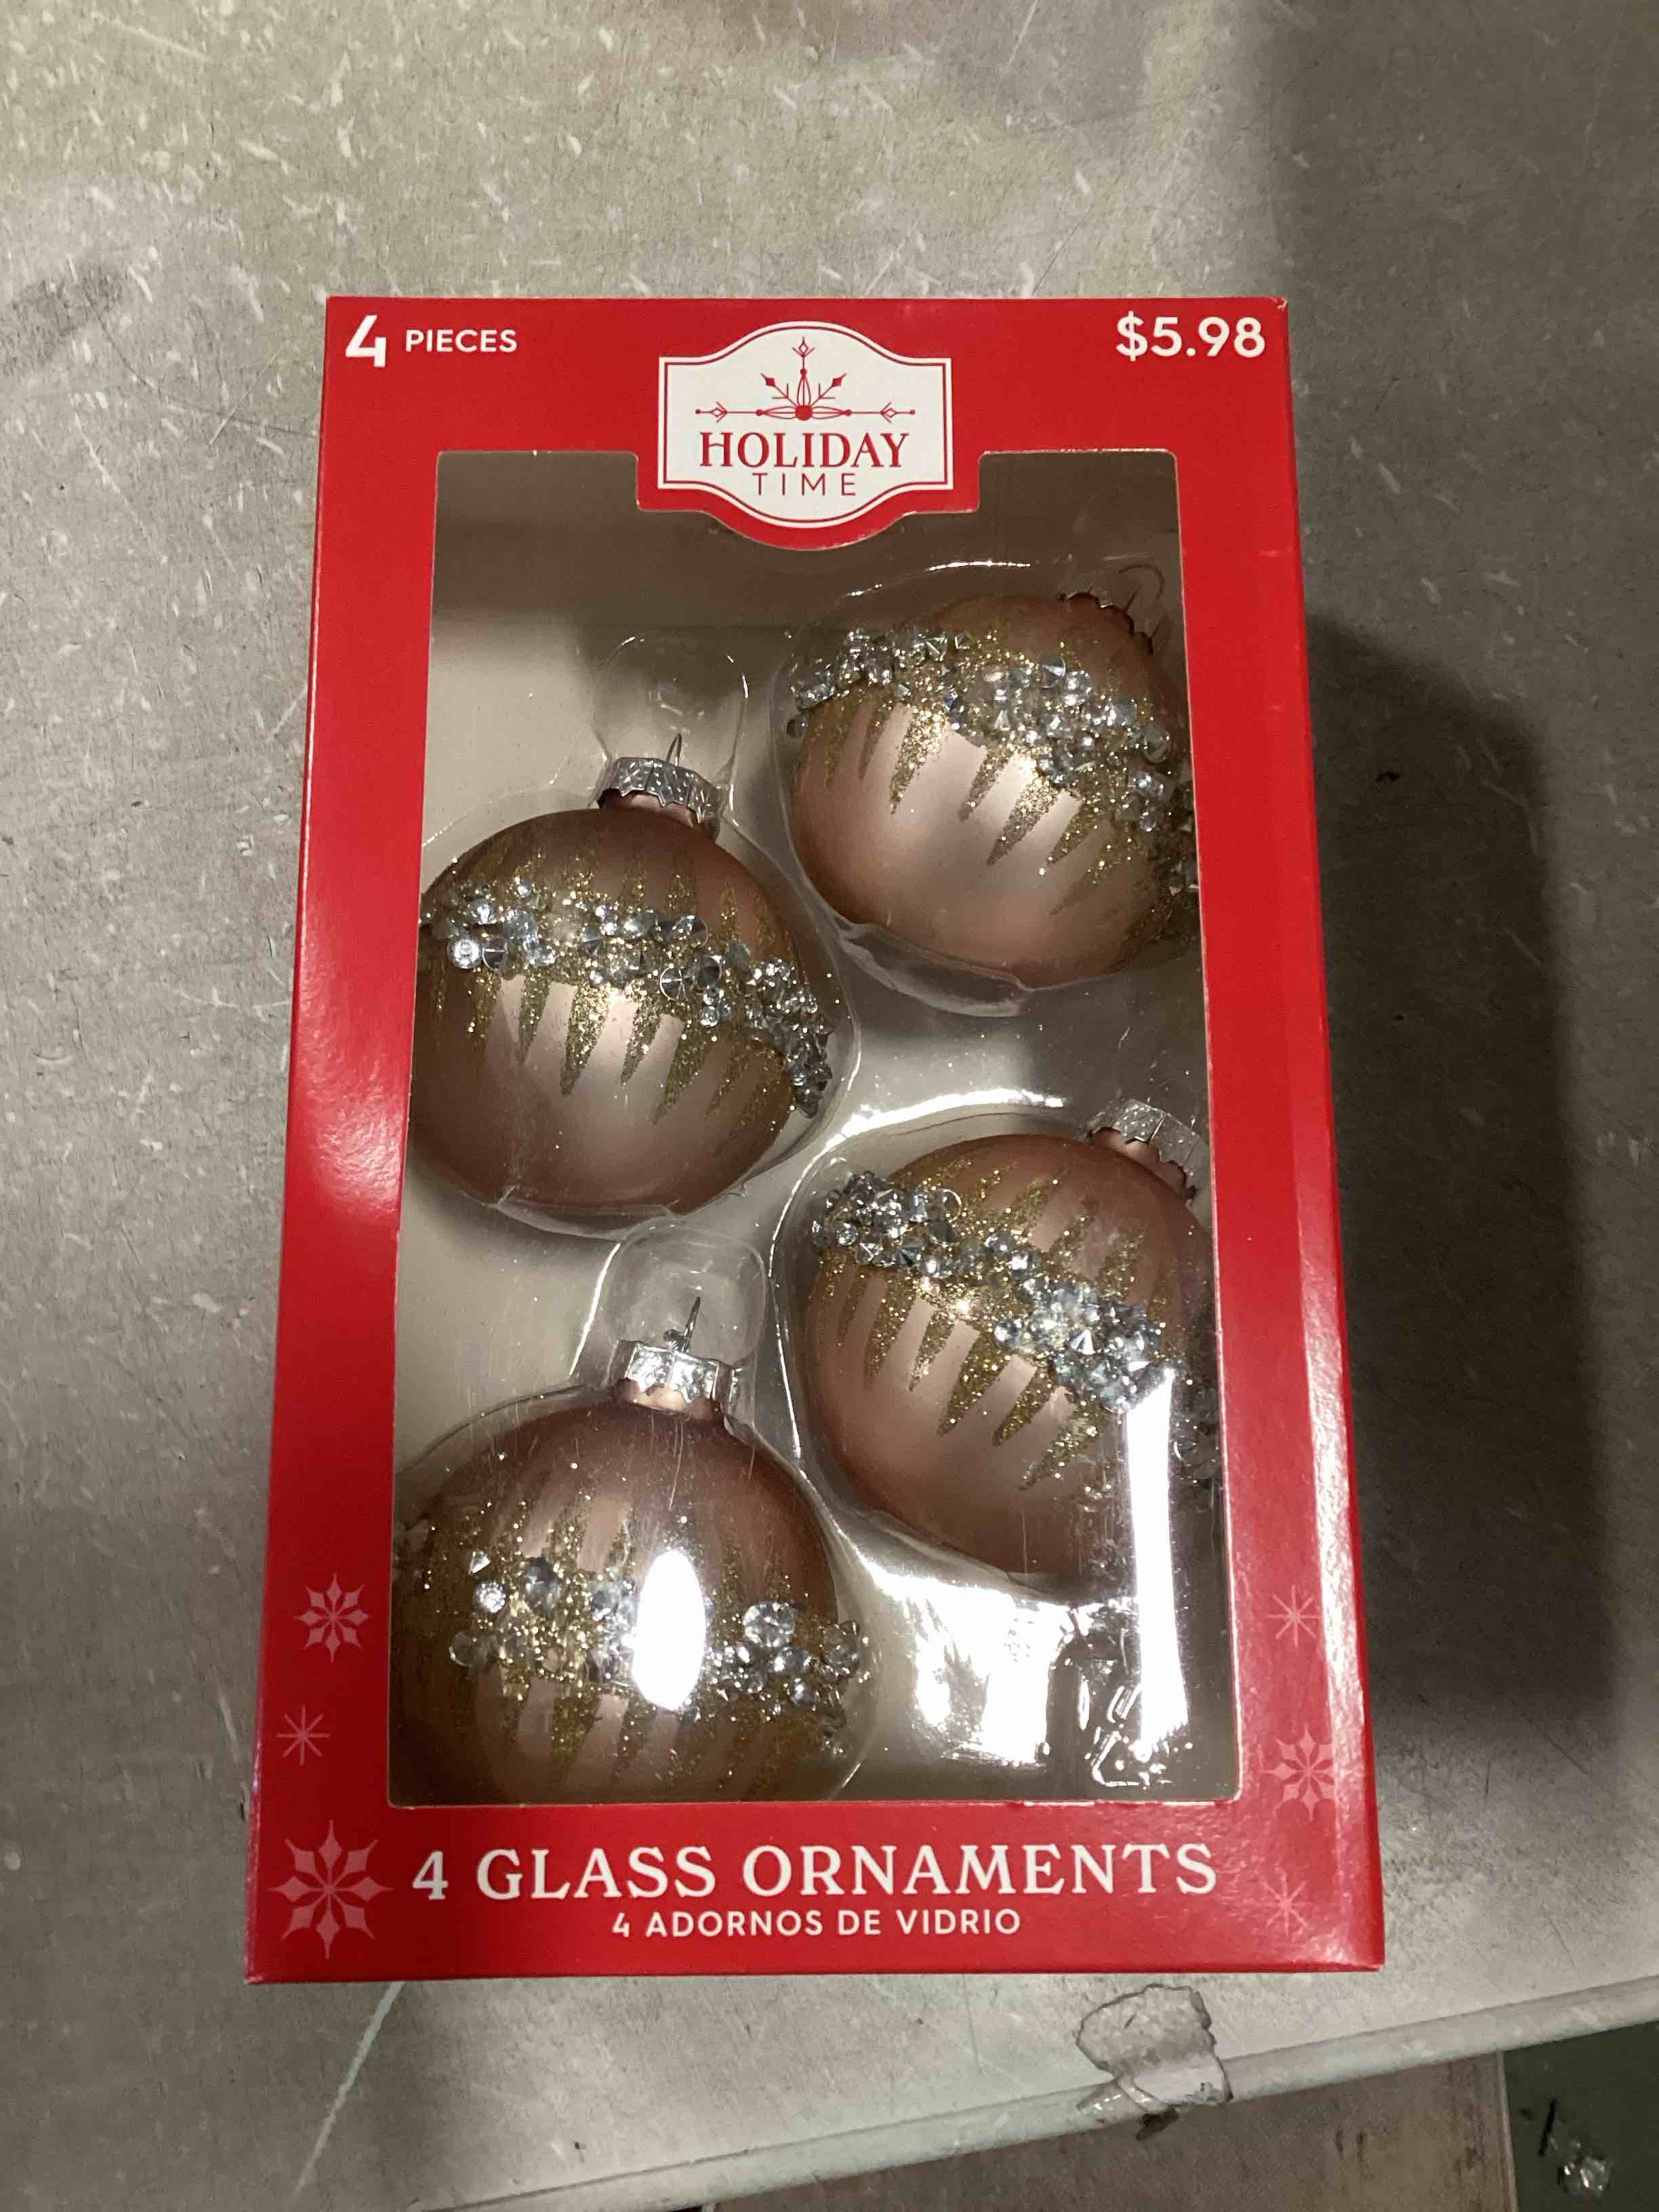 4 PIECES
$5.98
HOLIDAY
TIME
4 GLASS ORNAMENTS
4 ADORNOS DE VIDRIO